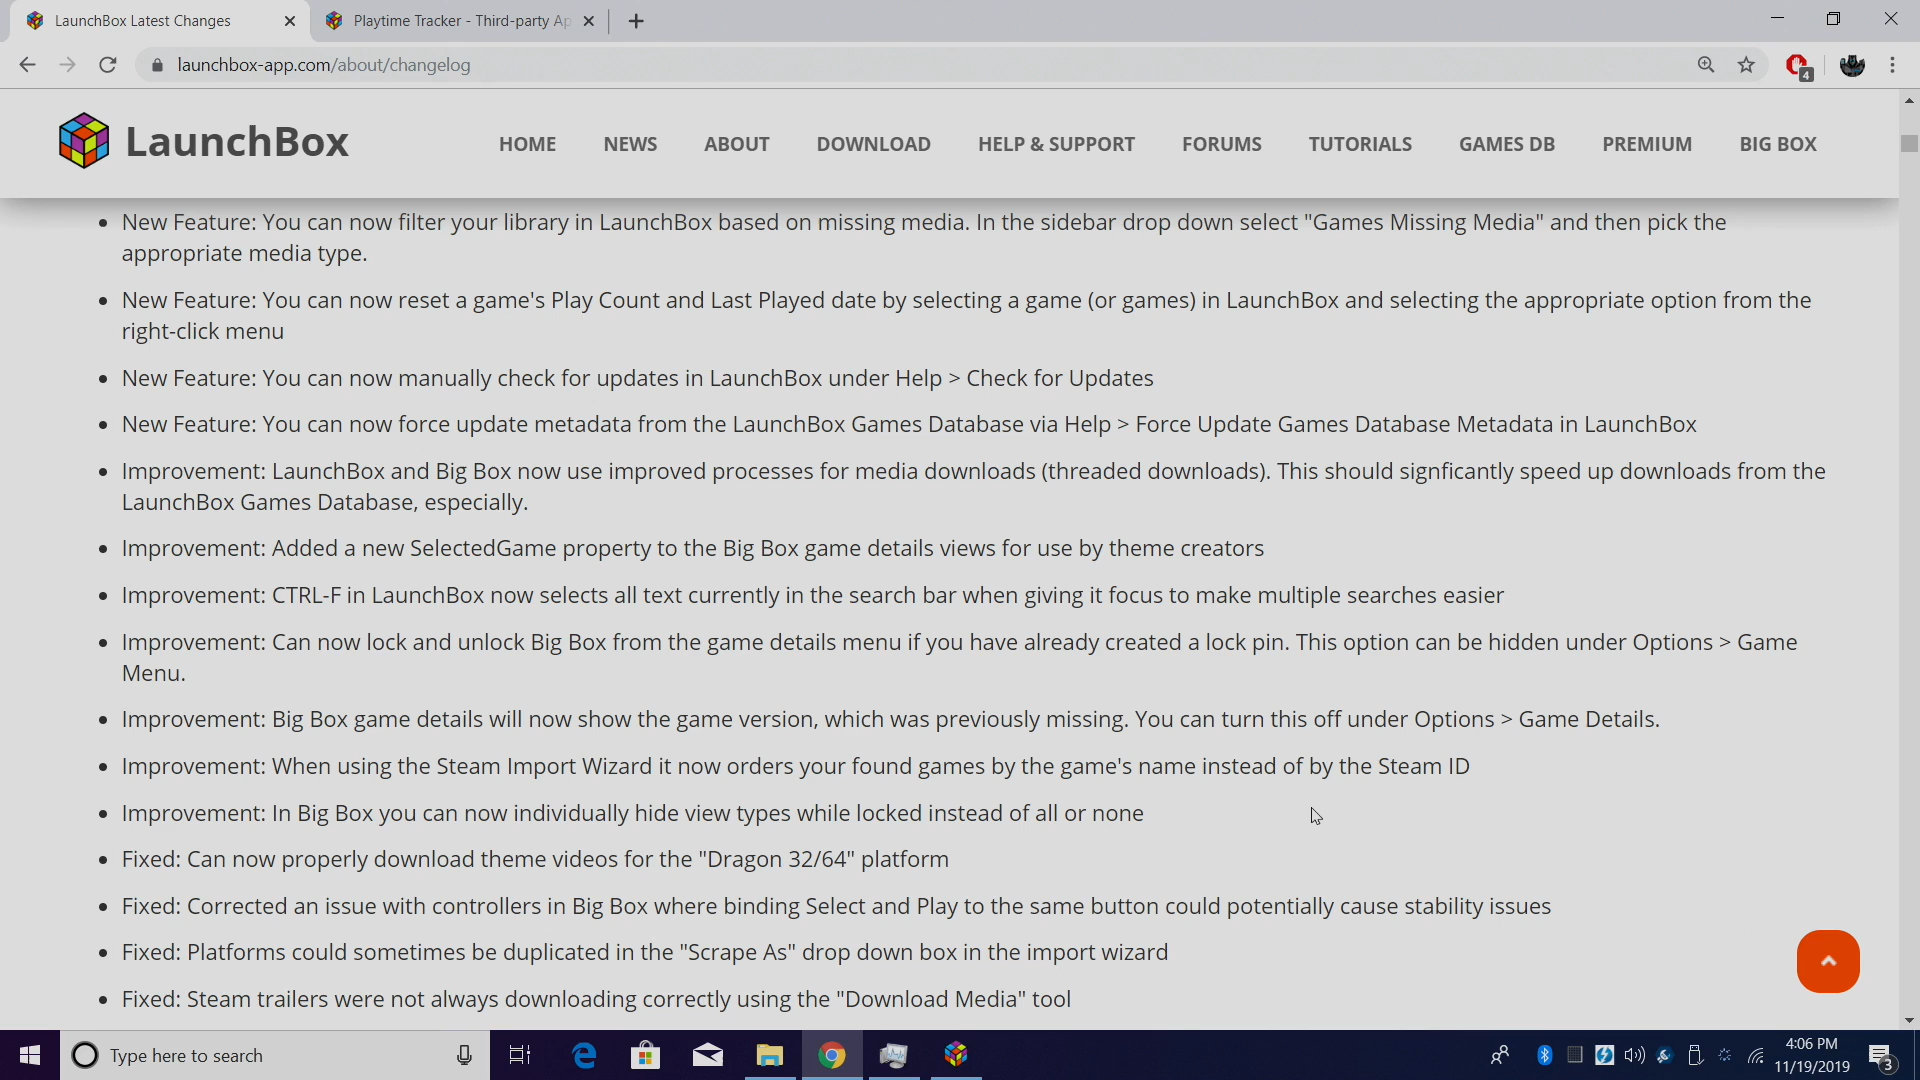 LaunchBox Latest Changes
Playtime Tracker - Third-party Ap
launchbox-app.com/about/changelog
4
LaunchBox
HOME NEWS ABOUT DOWNLOAD HELP & SUPPORT FORUMS TUTORIALS GAMES DB PREMIUM BIG BOX
New Feature: You can now filter your library in LaunchBox based on missing media. In the sidebar drop down select "Games Missing Media" and then pick the
appropriate media type.
New Feature: You can now reset a game's Play Count and Last Played date by selecting a game (or games) in LaunchBox and selecting the appropriate option from the
right-click menu
New Feature: You can now manually check for updates in LaunchBox under Help > Check for Updates
New Feature: You can now force update metadata from the LaunchBox Games Database via Help > Force Update Games Database Metadata in LaunchBox
Improvement: LaunchBox and Big Box now use improved processes for media downloads (threaded downloads). This should signficantly speed up downloads from the
LaunchBox Games Database, especially.
Improvement: Added a new SelectedGame property to the Big Box game details views for use by theme creators
Improvement: CTRL-F in LaunchBox now selects all text currently in the search bar when giving it focus to make multiple searches easier
Improvement: Can now lock and unlock Big Box from the game details menu if you have already created a lock pin. This option can be hidden under Options > Game
Menu.
Improvement: Big Box game details will now show the game version, which was previously missing. You can turn this off under Options > Game Details.
Improvement: When using the Steam Import Wizard it now orders your found games by the game's name instead of by the Steam ID
Improvement: In Big Box you can now individually hide view types while locked instead of all or none
Fixed: Can now properly download theme videos for the "Dragon 32/64" platform
Fixed: Corrected an issue with controllers in Big Box where binding Select and Play to the same button could potentially cause stability issues
Fixed: Platforms could sometimes be duplicated in the "Scrape As" drop down box in the import wizard
Fixed: Steam trailers were not always downloading correctly using the "Download Media" tool
Type here to search
4:06 PM
11/19/2019
3